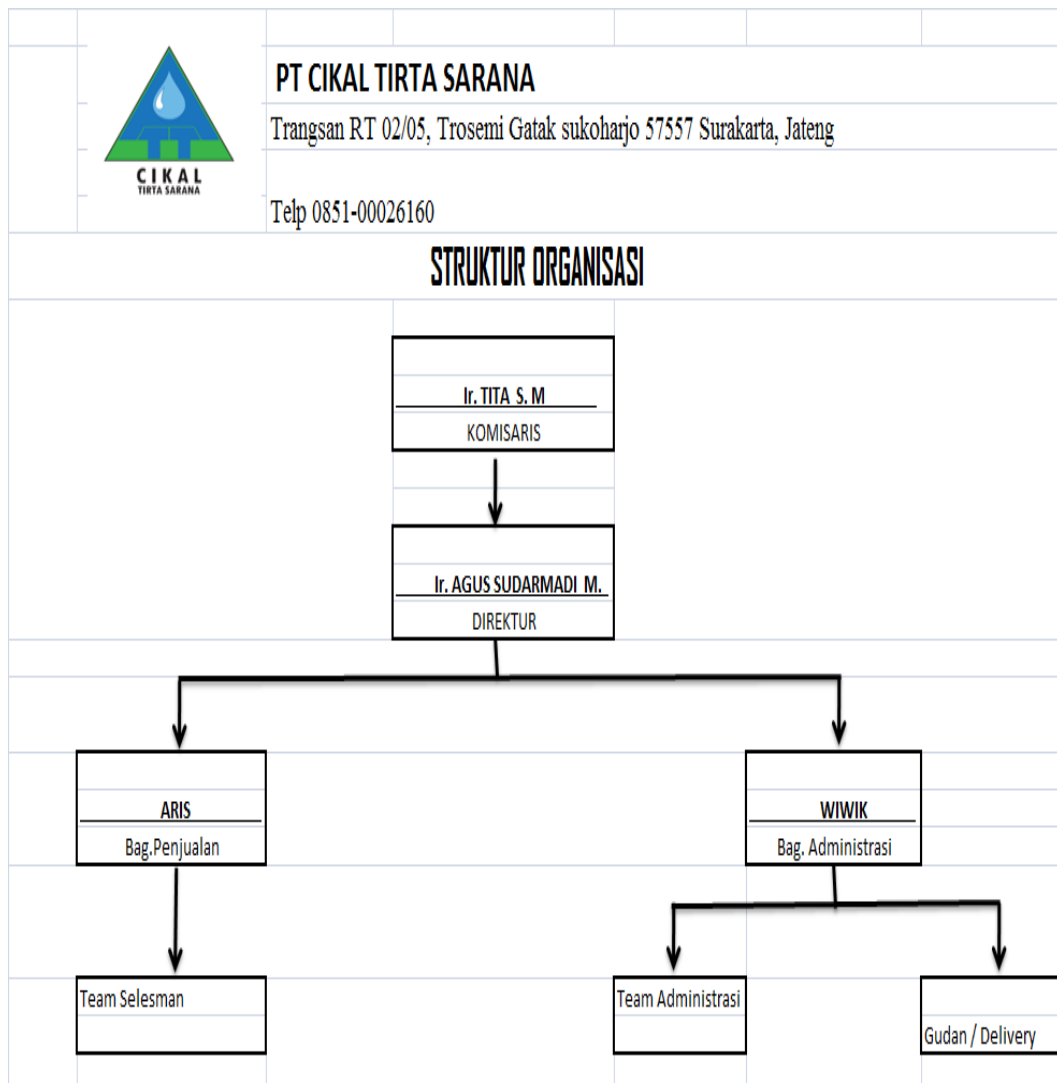 CIKAL
TIRTA SARANA
PT CIKAL TIRTA SARANA
Trangsan RT 02/05, Trosemi Gatak sukoharjo 57557 Surakarta, Jateng
Telp 0851-00026160
STRUKTUR ORGANISASI
Ir. TITA S. M
KOMISARIS
Ir. AGUS SUDARMADI M.
DIREKTUR
ARIS
Bag.Penjualan
WIWIK
Bag. Administrasi
Team Selesman
Team Administrasi
Gudan / Delivery